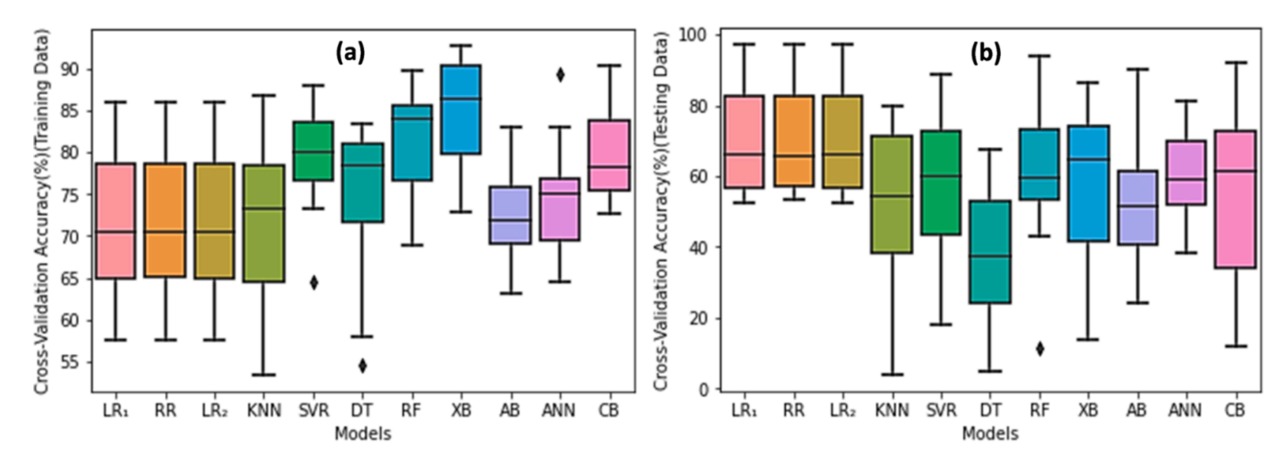 (a)
Cross-Validation Accuracy(%)(Training Data)
90
85
80
75
70
65
60
55
LR₁ RR LR₂ KNN SVR DT RF XB AB ANN CB
Models
(b)
Cross-Validation Accuracy(%)(Testing Data)
100
80
60
40
20
0
LR₁ RR LR₂ KNN SVR DT RF XB AB ANN CB
Models